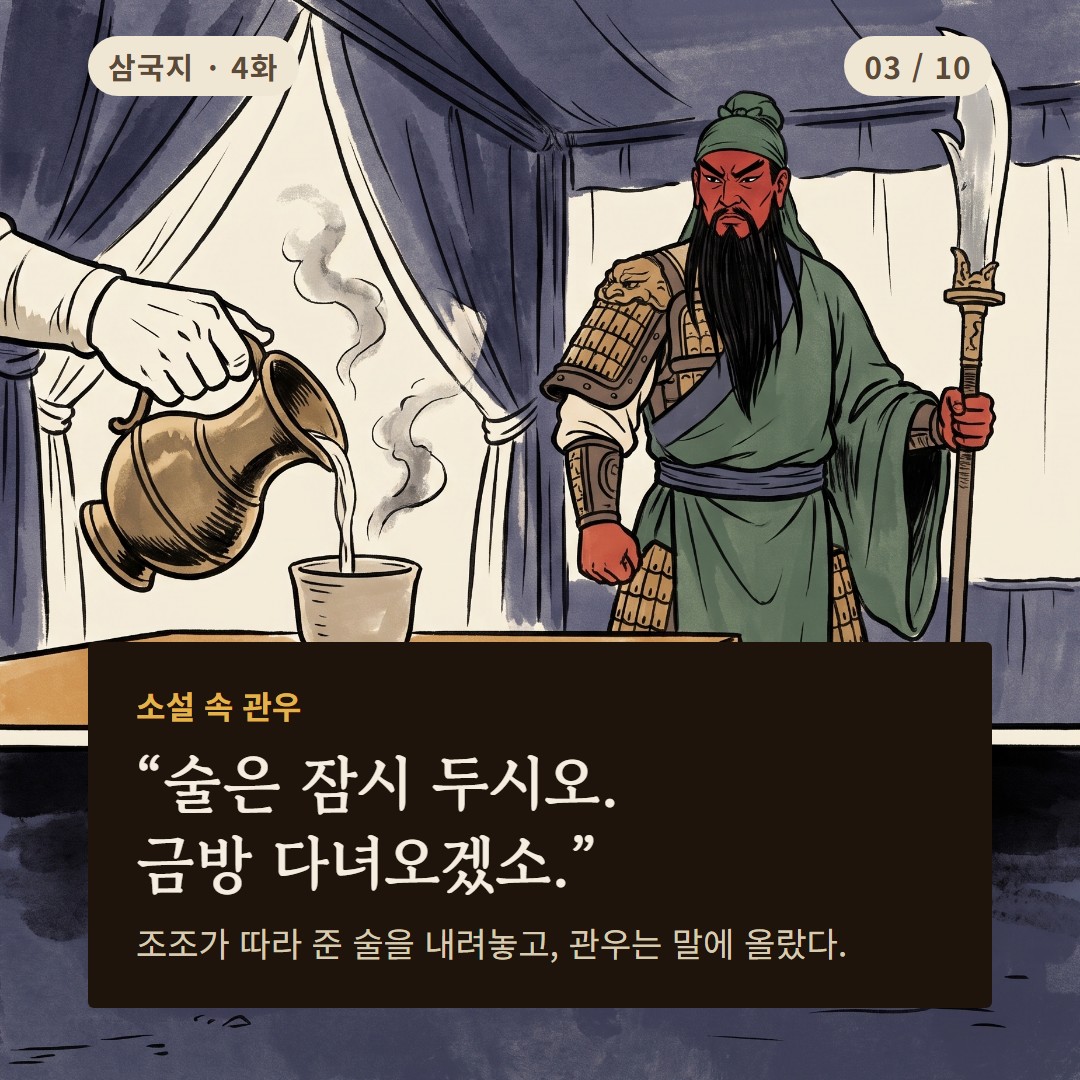 삼국지 · 4화
03 / 10
소설 속 관우
“술은 잠시 두시오.
금방 다녀오겠소.”
조조가 따라 준 술을 내려놓고, 관우는 말에 올랐다.